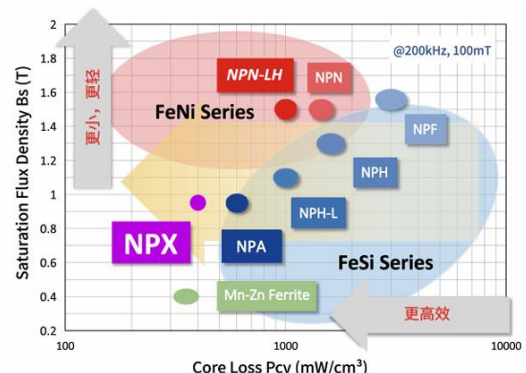 Saturation Flux Density Bs (T)
2
1.8
1.6
1.4
1.2
1
0.8
0.6
0.4
0.2
更小，更轻
@200kHz, 100mT
NPN-LH
NPN
FeNi Series
NPF
NPH
NPH-L
NPX
NPA
FeSi Series
Mn-Zn Ferrite
更高效
100
1000
10000
Core Loss Pcv (mW/cm³)